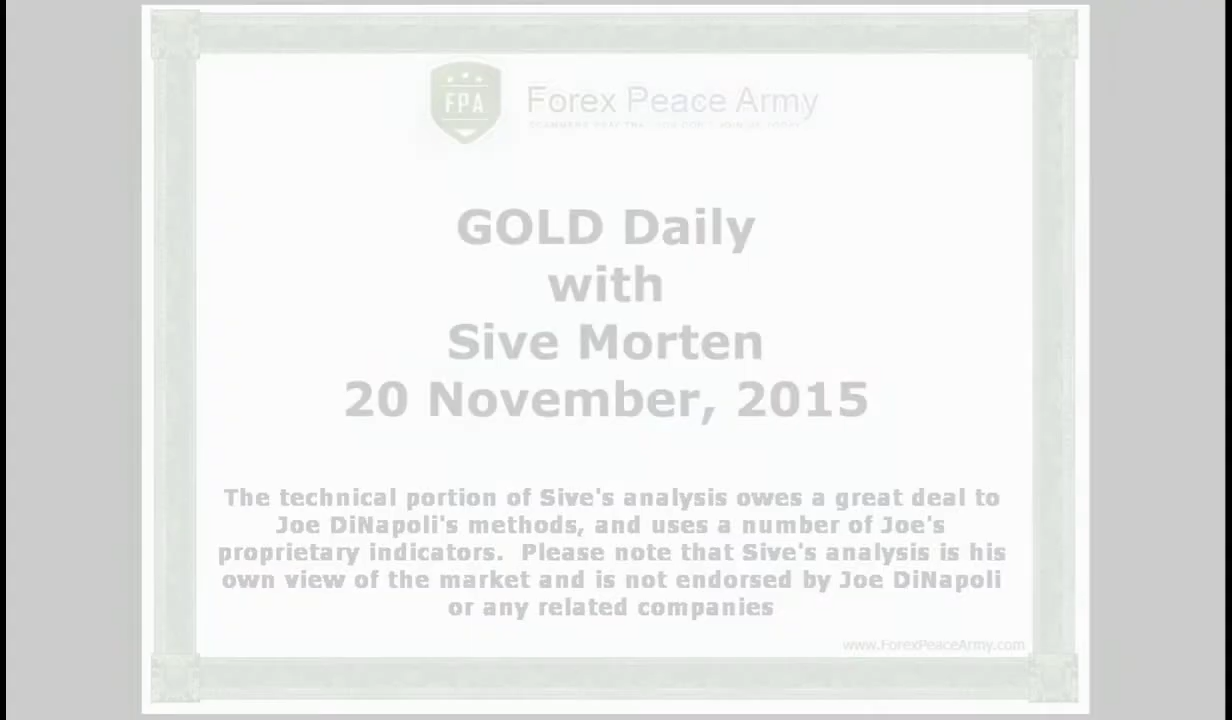 FPA
Forex Peace Army
GOLD Daily
with
Sive Morten
20 November, 2015
The technical portion of Sive's analysis owes a great deal to
Joe DiNapoli's methods, and uses a number of Joe's
proprietary indicators. Please note that Sive's analysis is his
own view of the market and is not endorsed by Joe DiNapoli
or any related companies
www.ForexPeaceArmy.com